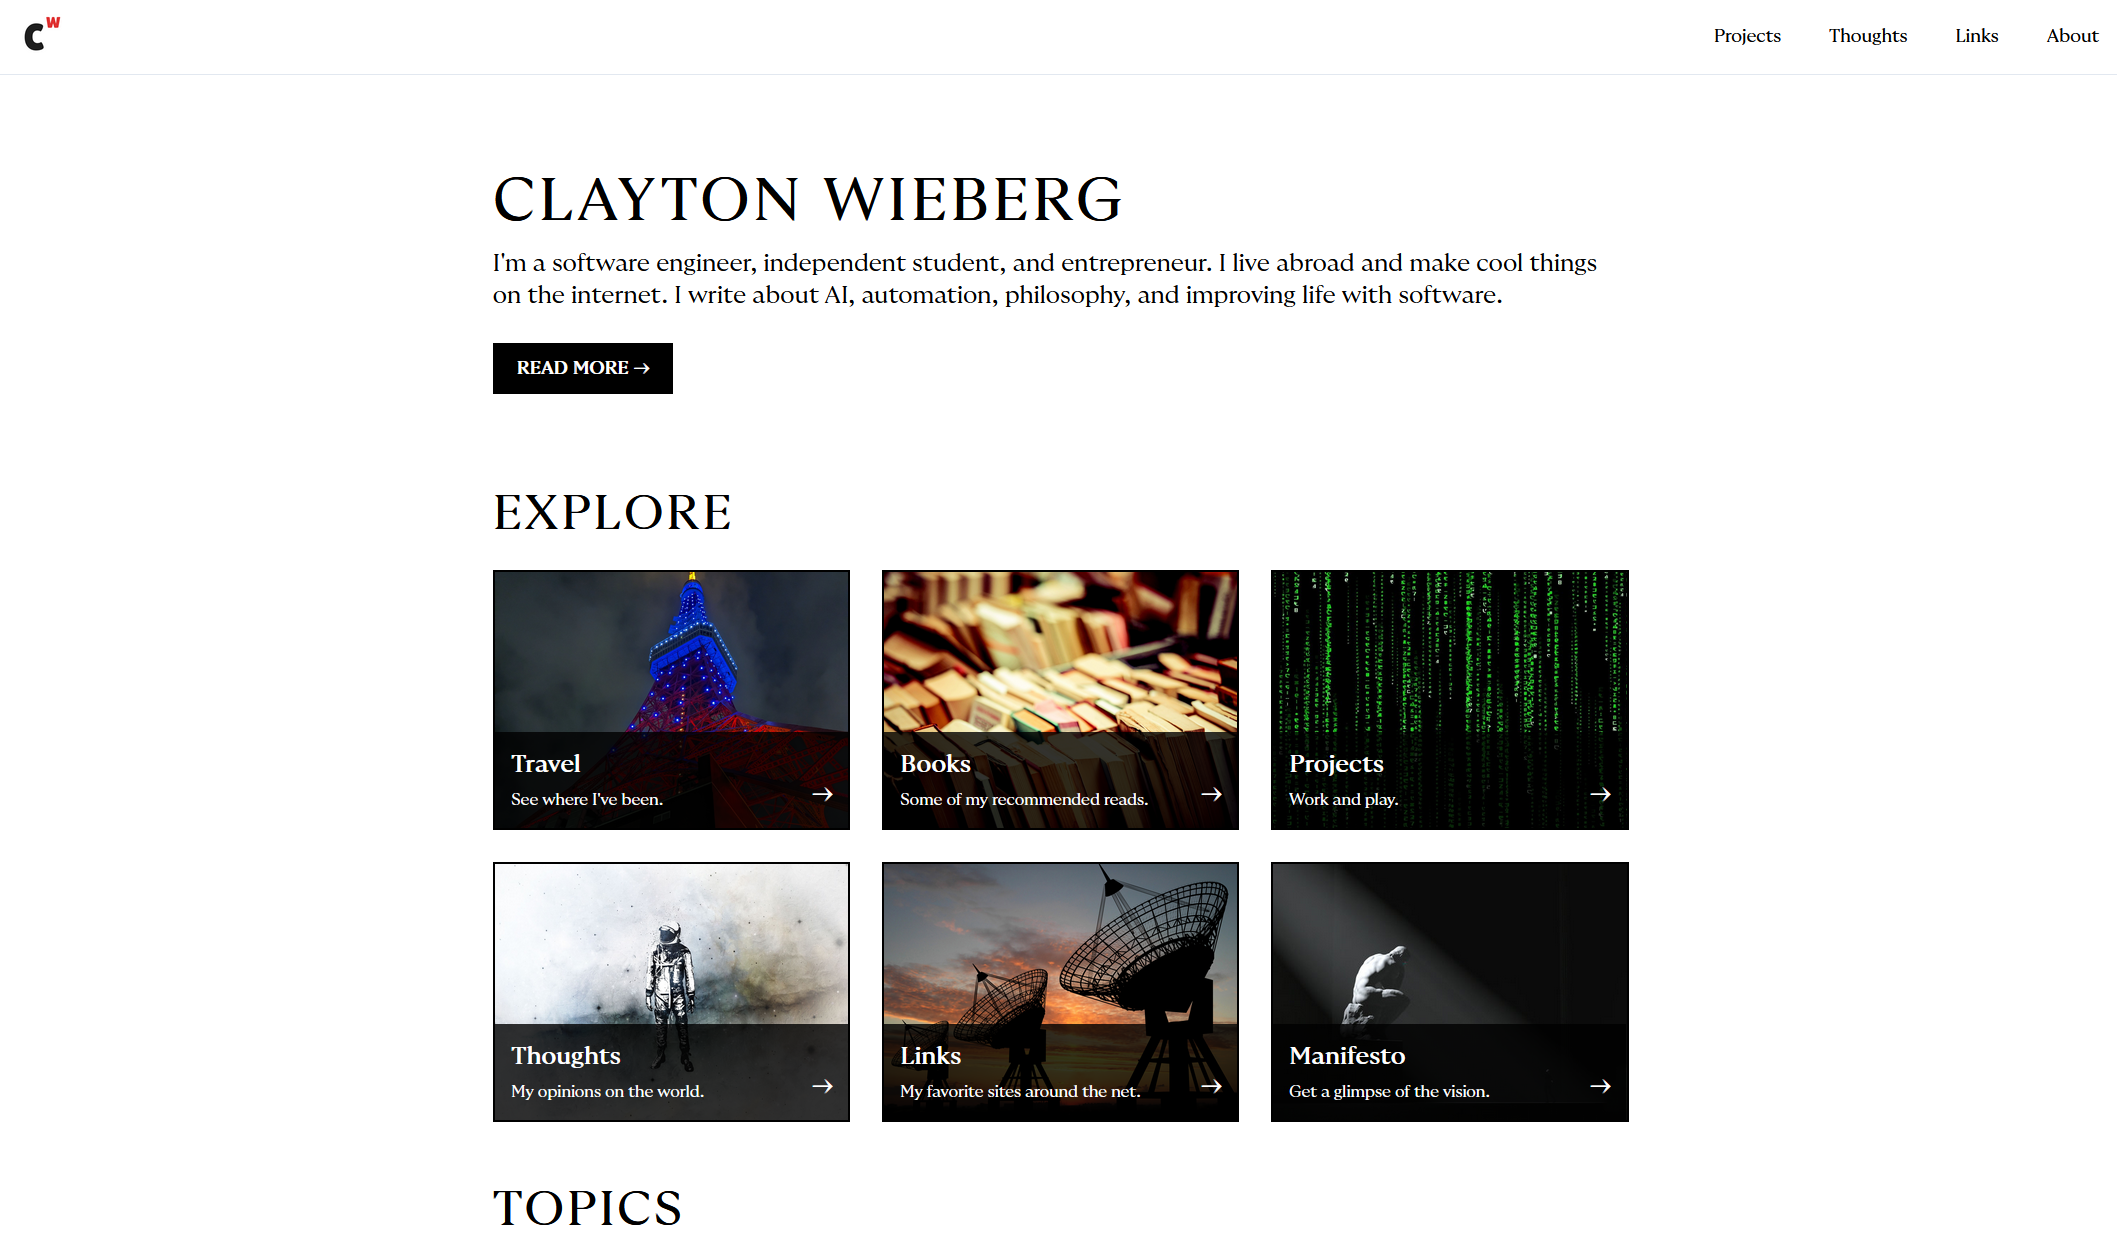 CW
Projects Thoughts Links About
CLAYTON WIEBERG
I'm a software engineer, independent student, and entrepreneur. I live abroad and make cool things
on the internet. I write about AI, automation, philosophy, and improving life with software.
READ MORE →
EXPLORE
Travel
See where I've been. →
Books
Some of my recommended reads. →
Projects
Work and play. →
Thoughts
My opinions on the world. →
Links
My favorite sites around the net. →
Manifesto
Get a glimpse of the vision. →
TOPICS